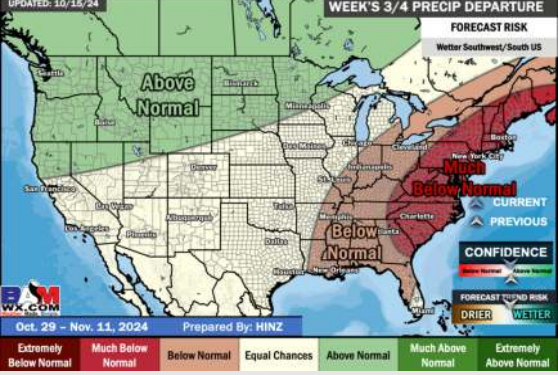 UPDATED: 10/15/24
WEEK'S 3/4 PRECIP DEPARTURE
FORECAST RISK
Wetter Southwest/South US
Seattle
Above
Normal
Bismarck
Minneapolis
Boise
Des Moines
Chicago
Cleveland
Boston
New York City
Indianapolis
Denver
St. Louis
Much
Below Normal
San Francisco
Las Vegas
Los Angeles
Phoenix
Albuquerque
Tulsa
Memphis
Charlotte
Below
Normal
Atlanta
Dallas
Houston
New Orleans
Miami
CURRENT
PREVIOUS
CONFIDENCE
Below Normal
Above Normal
FORECAST TREND RISK
DRIER
WETTER
BAM
WX.COM
Oct. 29 – Nov. 11, 2024
Prepared By: HINZ
Extremely
Below Normal
Much Below
Normal
Below Normal
Equal Chances
Above Normal
Much Above
Normal
Extremely
Above Normal